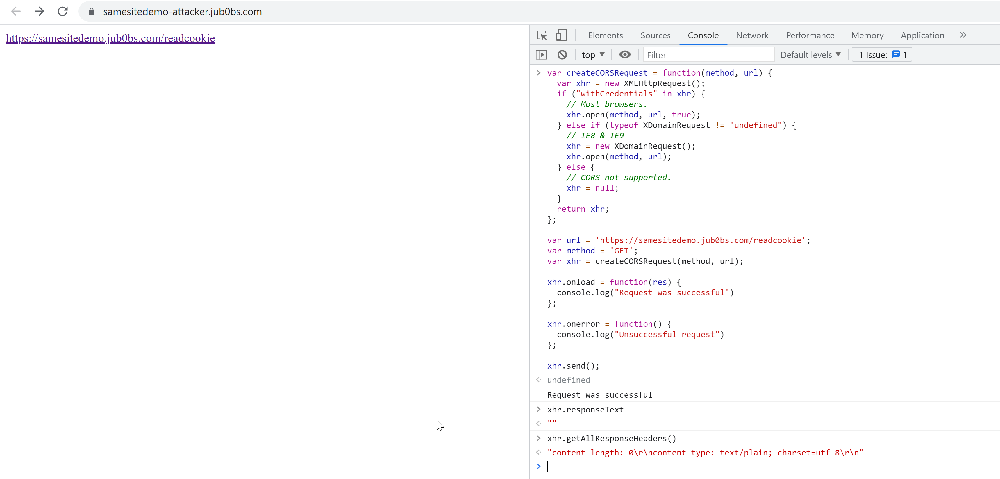 samesitedemo-attacker.jub0bs.com
https://samesitedemo.jub0bs.com/readcookie
Elements Sources Console Network Performance Memory Application »
top ▼ Filter Default levels ▼ 1 Issue: 1
> var createCORSRequest = function(method, url) {
  var xhr = new XMLHttpRequest();
  if ("withCredentials" in xhr) {
    // Most browsers.
    xhr.open(method, url, true);
  } else if (typeof XDomainRequest != "undefined") {
    // IE8 & IE9
    xhr = new XDomainRequest();
    xhr.open(method, url);
  } else {
    // CORS not supported.
    xhr = null;
  }
  return xhr;
};
var url = 'https://samesitedemo.jub0bs.com/readcookie';
var method = 'GET';
var xhr = createCORSRequest(method, url);
xhr.onload = function(res) {
  console.log("Request was successful")
};
xhr.onerror = function() {
  console.log("Unsuccessful request")
};
xhr.send();
undefined
Request was successful
> xhr.responseText
""
> xhr.getAllResponseHeaders()
"content-length: 0\r\ncontent-type: text/plain; charset=utf-8\r\n"
>